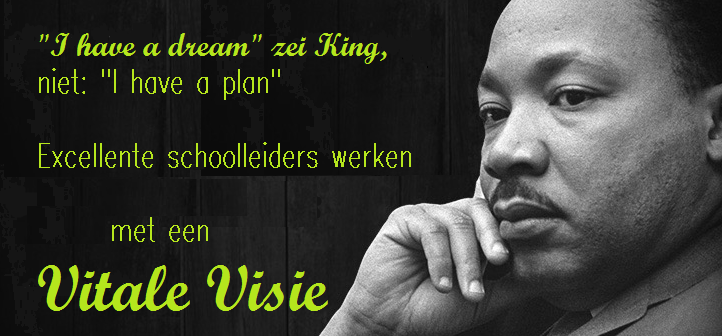 "I have a dream" zei King,
niet: "I have a plan"
Excellente schoolleiders werken
met een
Vitale Visie